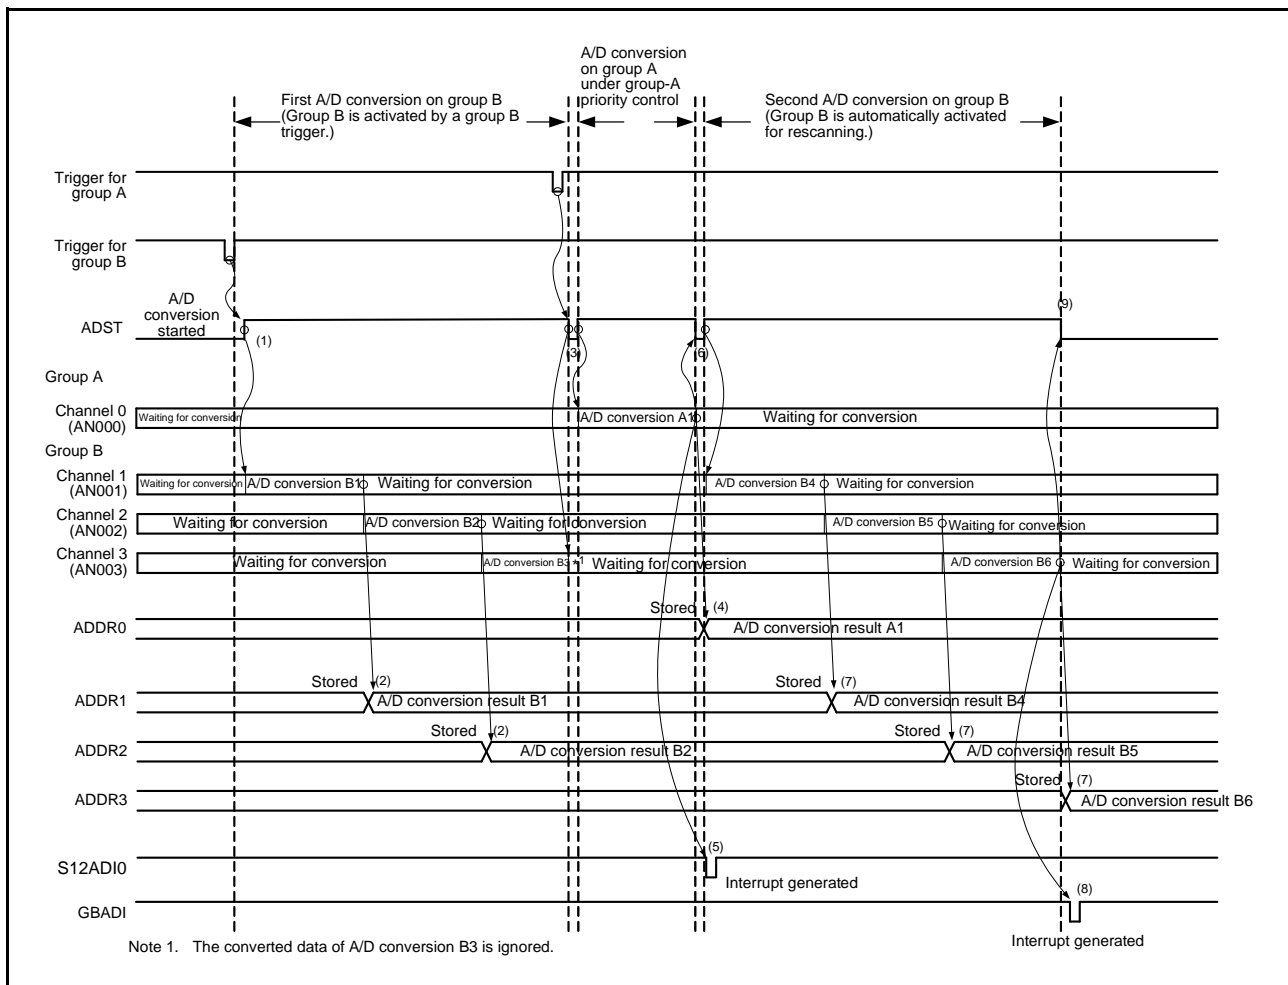 A/D conversion
on group A
under group-A
priority control
First A/D conversion on group B
(Group B is activated by a group B
trigger.)
Second A/D conversion on group B
(Group B is automatically activated
for rescanning.)
Trigger for
group A
Trigger for
group B
A/D
conversion
started
ADST
(1)
(3)
(6)
(9)
Group A
Channel 0
(AN000)
Waiting for conversion
A/D conversion A1
Waiting for conversion
Group B
Channel 1
(AN001)
Waiting for conversion
A/D conversion B1
Waiting for conversion
A/D conversion B4
Waiting for conversion
Channel 2
(AN002)
Waiting for conversion
A/D conversion B2
Waiting for conversion
A/D conversion B5
Waiting for conversion
Channel 3
(AN003)
Waiting for conversion
A/D conversion B3 *1
Waiting for conversion
A/D conversion B6
Waiting for conversion
Stored
(4)
ADDR0
A/D conversion result A1
Stored
(2)
Stored
(7)
ADDR1
A/D conversion result B1
A/D conversion result B4
Stored
(2)
Stored
(7)
ADDR2
A/D conversion result B2
A/D conversion result B5
Stored
(7)
ADDR3
A/D conversion result B6
(5)
S12ADI0
Interrupt generated
(8)
GBADI
Interrupt generated
Note 1. The converted data of A/D conversion B3 is ignored.